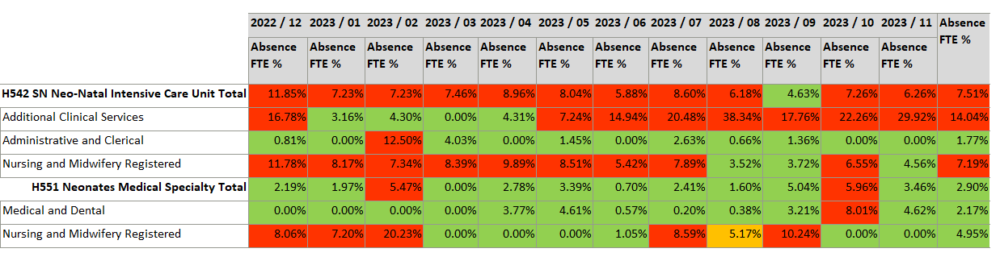 2022 / 12 2023 / 01 2023 / 02 2023 / 03 2023 / 04 2023 / 05 2023 / 06 2023 / 07 2023 / 08 2023 / 09 2023 / 10 2023 / 11 Absence FTE %
Absence FTE % Absence FTE % Absence FTE % Absence FTE % Absence FTE % Absence FTE % Absence FTE % Absence FTE % Absence FTE % Absence FTE % Absence FTE % Absence FTE %
H542 SN Neo-Natal Intensive Care Unit Total 11.85% 7.23% 7.23% 7.46% 8.96% 8.04% 5.88% 8.60% 6.18% 4.63% 7.26% 6.26% 7.51%
Additional Clinical Services 16.78% 3.16% 4.30% 0.00% 4.31% 7.24% 14.94% 20.48% 38.34% 17.76% 22.26% 29.92% 14.04%
Administrative and Clerical 0.81% 0.00% 12.50% 4.03% 0.00% 1.45% 0.00% 2.63% 0.66% 1.36% 0.00% 0.00% 1.77%
Nursing and Midwifery Registered 11.78% 8.17% 7.34% 8.39% 9.89% 8.51% 5.42% 7.89% 3.52% 3.72% 6.55% 4.56% 7.19%
H551 Neonates Medical Specialty Total 2.19% 1.97% 5.47% 0.00% 2.78% 3.39% 0.70% 2.41% 1.60% 5.04% 5.96% 3.46% 2.90%
Medical and Dental 0.00% 0.00% 0.00% 0.00% 3.77% 4.61% 0.57% 0.20% 0.38% 3.21% 8.01% 4.62% 2.17%
Nursing and Midwifery Registered 8.06% 7.20% 20.23% 0.00% 0.00% 0.00% 1.05% 8.59% 5.17% 10.24% 0.00% 0.00% 4.95%